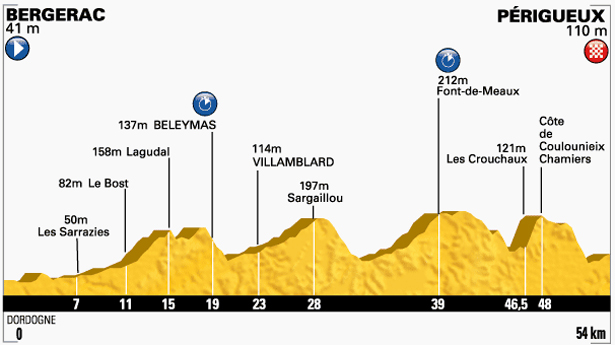 BERGERAC
41 m
PÉRIGUEUX
110 m
212m
Font-de-Meaux
137m BELEYMAS
158m Lagudal
114m
VILLAMBLARD
121m
Les Crouchaux
Côte
de
Coulounieix
Chamiers
82m Le Bost
197m
Sargaillou
50m
Les Sarrazies
7 11 15 19 23 28 39 46,5 48
DORDOGNE
0
54 km